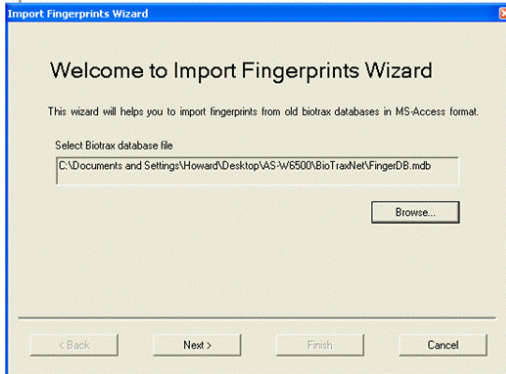 Import Fingerprints Wizard
Welcome to Import Fingerprints Wizard
This wizard will helps you to import fingerprints from old biotrax databases in MS-Access format.
Select Biotrax database file
C:\Documents and Settings\Howard\Desktop\AS-W6500\BioTraxNet\FingerDB.mdb
Browse...
< Back Next > Finish Cancel